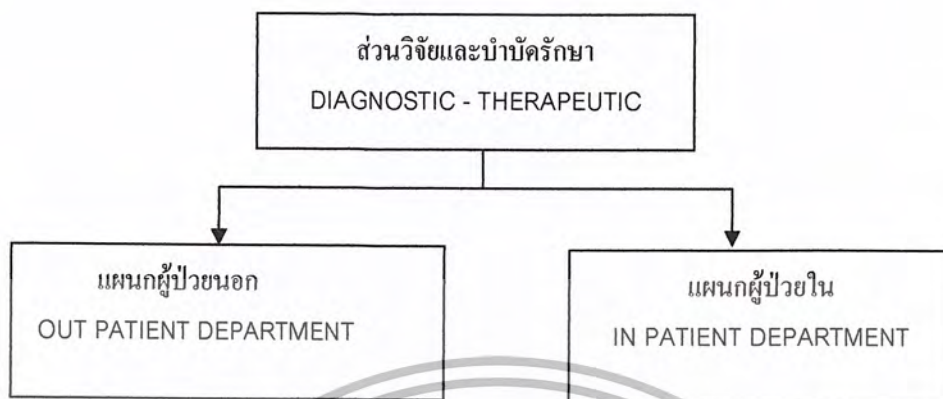 ส่วนวิจัยและบำบัดรักษา
DIAGNOSTIC - THERAPEUTIC
แผนกผู้ป่วยนอก
OUT PATIENT DEPARTMENT
แผนกผู้ป่วยใน
IN PATIENT DEPARTMENT